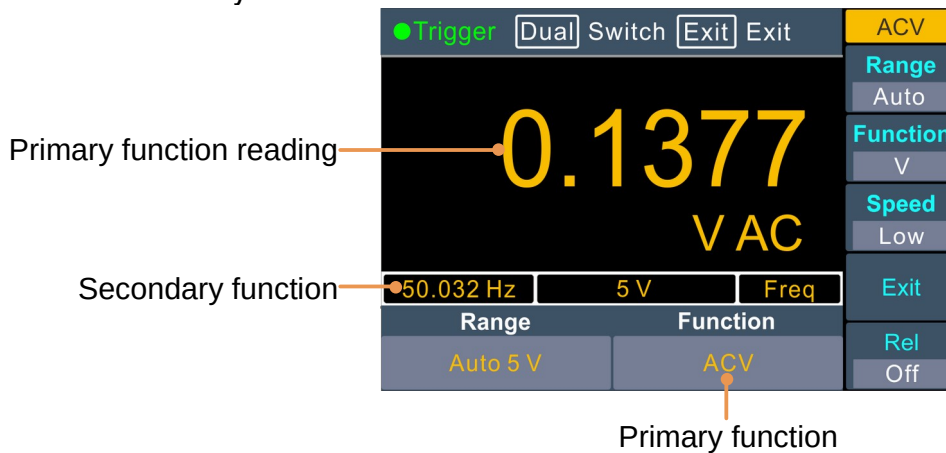 Trigger Dual Switch Exit Exit
ACV
Range
Auto
Function
V
Speed
Low
Exit
Rel
Off
Primary function reading
0.1377
V AC
Secondary function
50.032 Hz 5 V Freq
Range Function
Auto 5 V ACV
Primary function